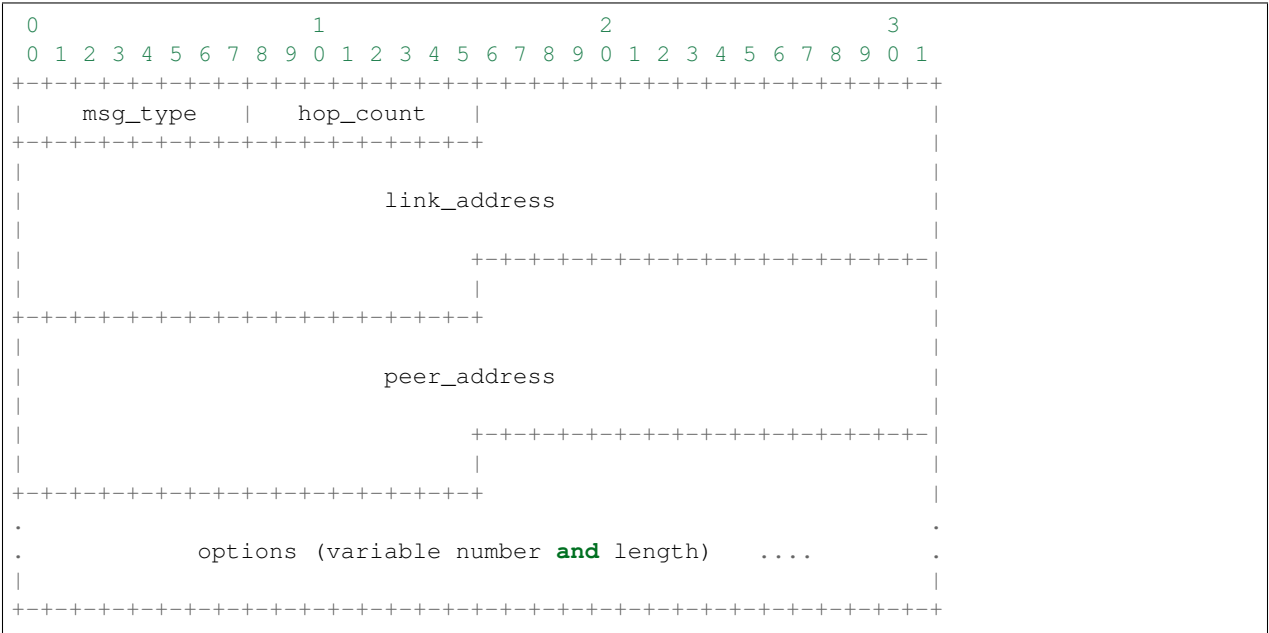 0                   1                   2                   3
 0 1 2 3 4 5 6 7 8 9 0 1 2 3 4 5 6 7 8 9 0 1 2 3 4 5 6 7 8 9 0 1
+-+-+-+-+-+-+-+-+-+-+-+-+-+-+-+-+-+-+-+-+-+-+-+-+-+-+-+-+-+-+-+-+
|    msg_type   |   hop_count   |                               |
+-+-+-+-+-+-+-+-+-+-+-+-+-+-+-+-+                               |
|                                                               |
|                         link_address                          |
|                                                               |
|                               +-+-+-+-+-+-+-+-+-+-+-+-+-+-+-+-|
|                               |                               |
+-+-+-+-+-+-+-+-+-+-+-+-+-+-+-+-+                               |
|                                                               |
|                         peer_address                          |
|                                                               |
|                               +-+-+-+-+-+-+-+-+-+-+-+-+-+-+-+-|
|                               |                               |
+-+-+-+-+-+-+-+-+-+-+-+-+-+-+-+-+                               |
.                                                               .
.            options (variable number and length)   ....        .
|                                                               |
+-+-+-+-+-+-+-+-+-+-+-+-+-+-+-+-+-+-+-+-+-+-+-+-+-+-+-+-+-+-+-+-+